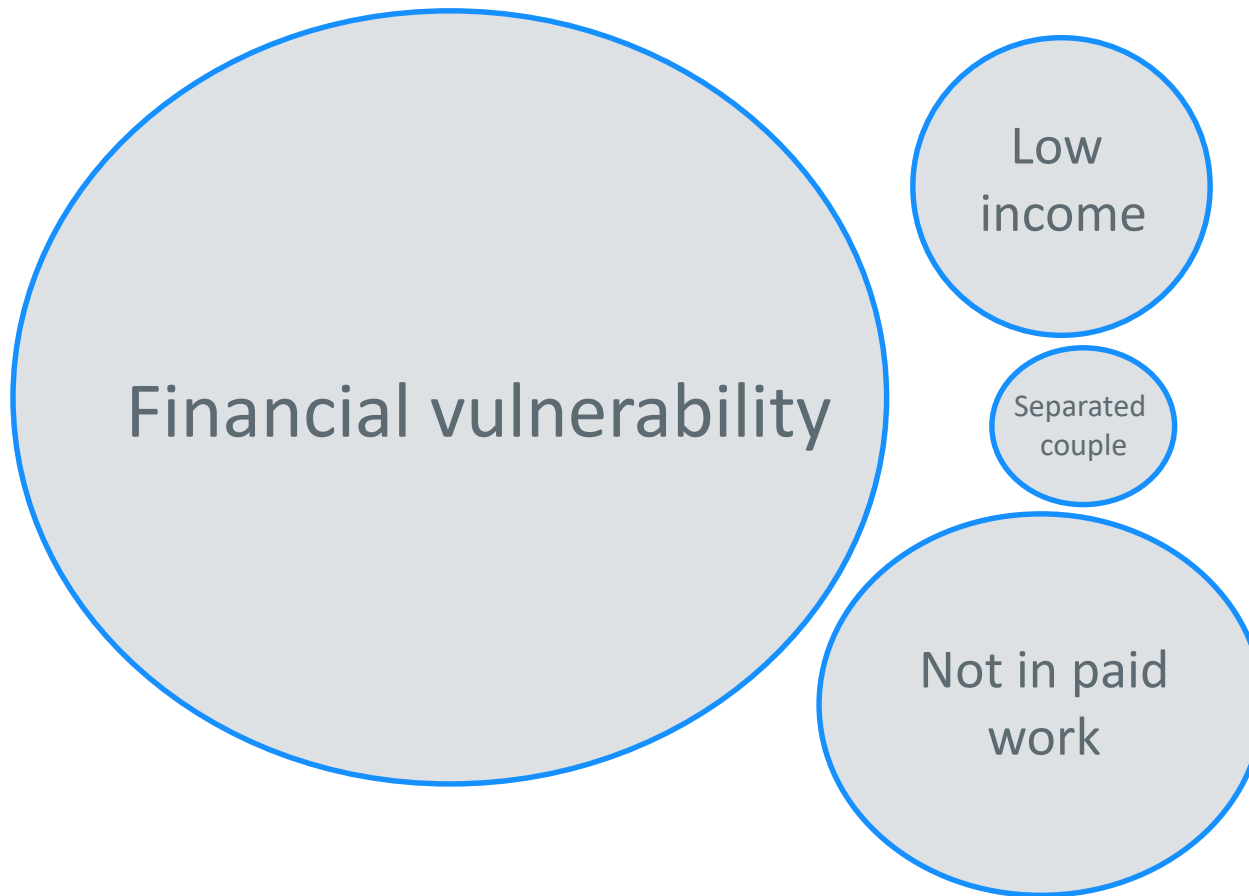 Low
income
Separated
couple
Financial vulnerability
Not in paid
work